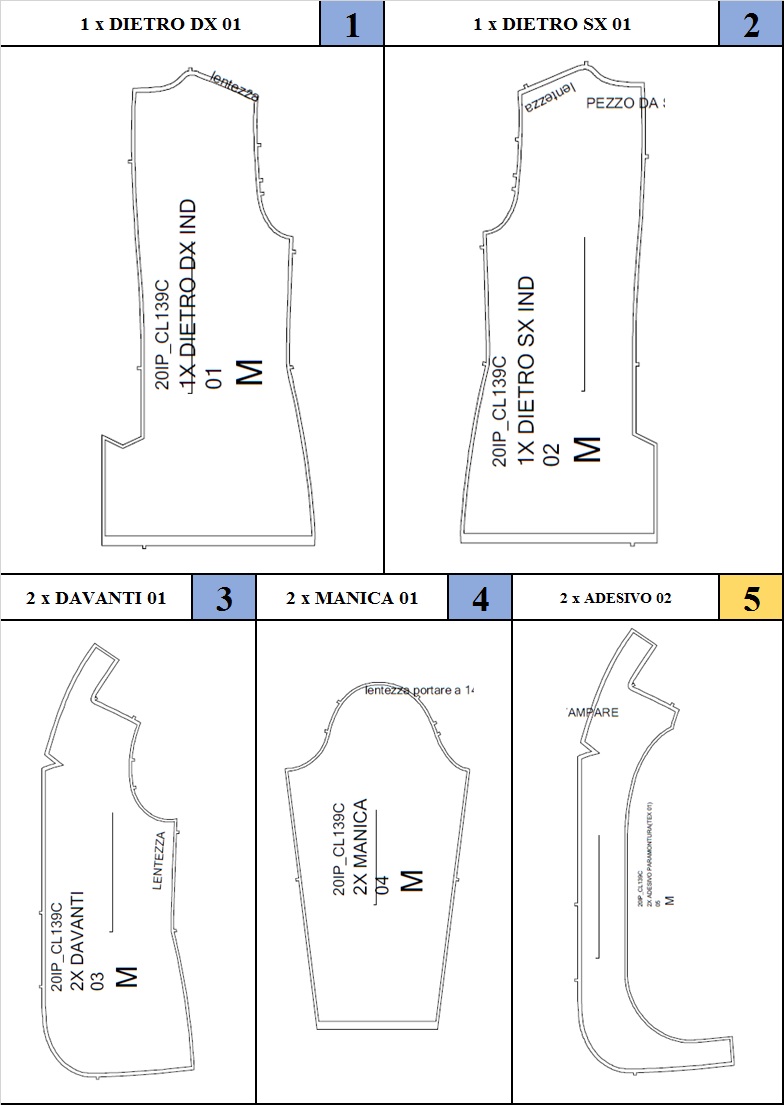 1 x DIETRO DX 01
1
1 x DIETRO SX 01
2
lentezza
20IP_CL139C
1X DIETRO DX IND
01
M
lentezza
PEZZO DA
20IP_CL139C
1X DIETRO SX IND
02
M
2 x DAVANTI 01
3
2 x MANICA 01
4
2 x ADESIVO 02
5
LENTEZZA
20IP_CL139C
2X DAVANTI
03
M
lentezza portare a 14
20IP_CL139C
2X MANICA
04
M
AMPARE
20IP_CL139C
2X ADESIVO PARAMONTURA(TEX 01)
05
M